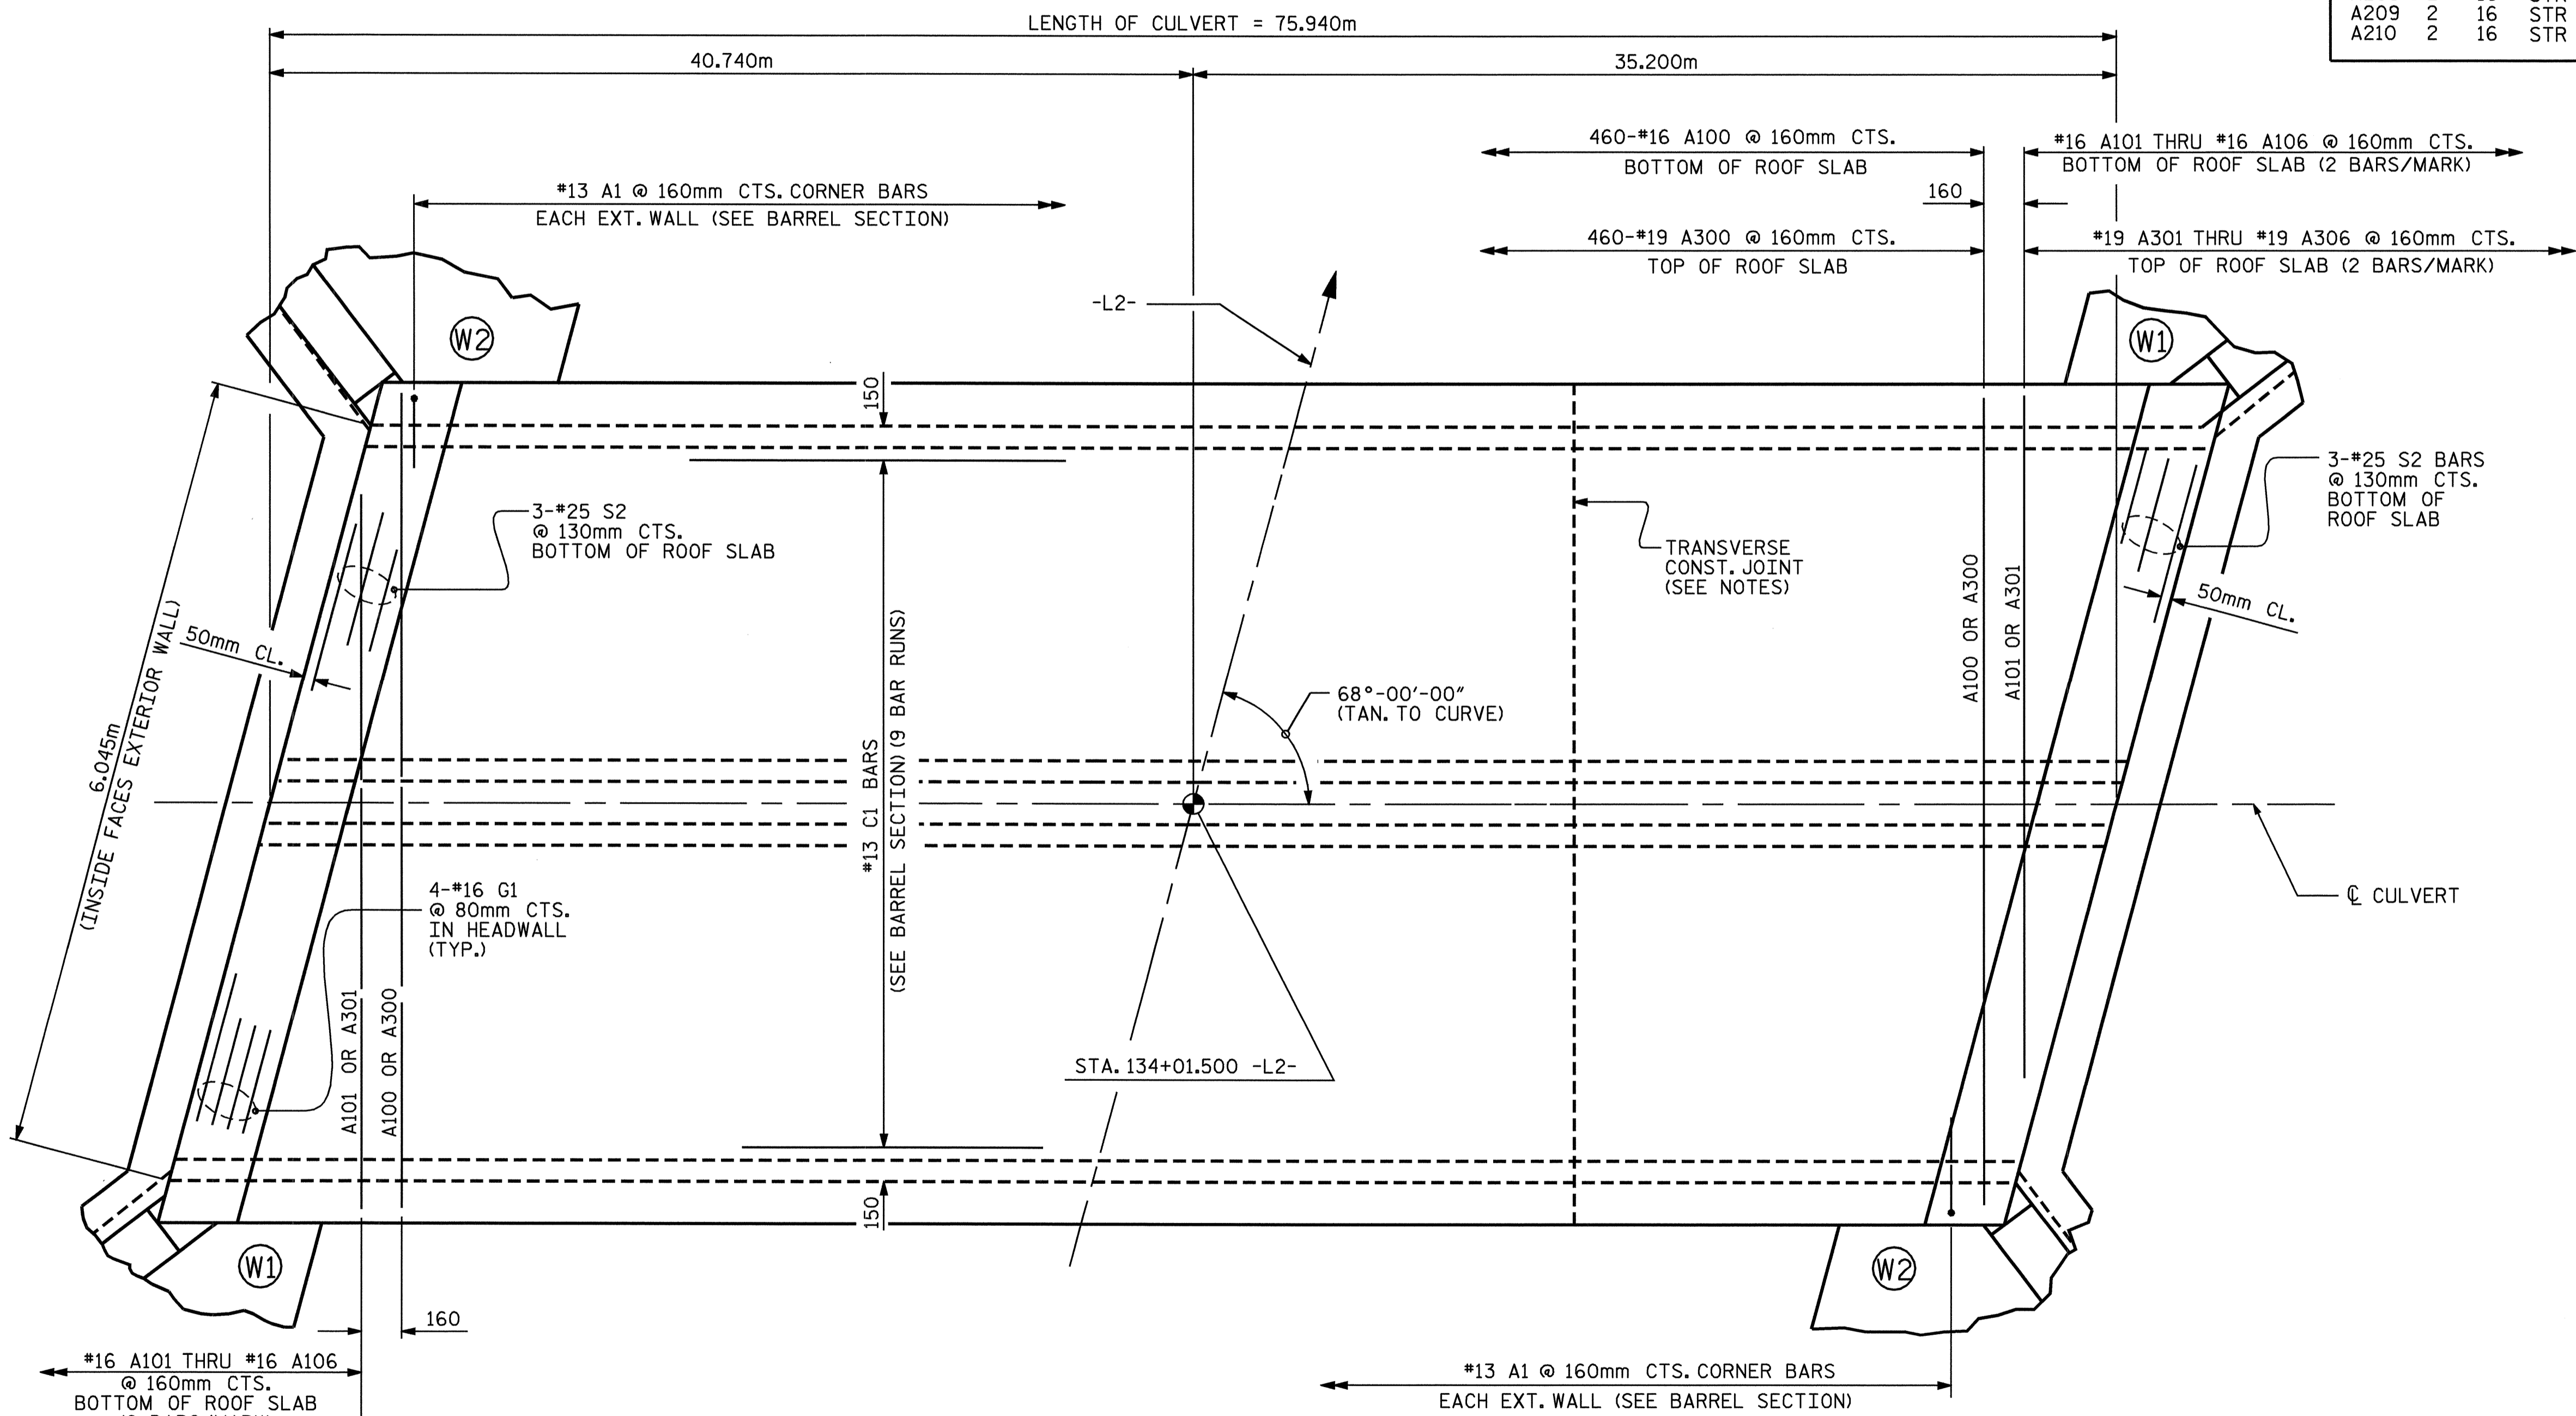 STR
A209 2 16 STR
A210 2 16 STR
LENGTH OF CULVERT = 75.940m
40.740m
35.200m
460-#16 A100 @ 160mm CTS.
BOTTOM OF ROOF SLAB
#16 A101 THRU #16 A106 @ 160mm CTS.
BOTTOM OF ROOF SLAB (2 BARS/MARK)
160
#13 A1 @ 160mm CTS. CORNER BARS
EACH EXT. WALL (SEE BARREL SECTION)
460-#19 A300 @ 160mm CTS.
TOP OF ROOF SLAB
#19 A301 THRU #19 A306 @ 160mm CTS.
TOP OF ROOF SLAB (2 BARS/MARK)
-L2-
W2
W1
150
3-#25 S2
@ 130mm CTS.
BOTTOM OF ROOF SLAB
3-#25 S2 BARS
@ 130mm CTS.
BOTTOM OF
ROOF SLAB
TRANSVERSE
CONST. JOINT
(SEE NOTES)
A100 OR A300
A101 OR A301
50mm CL.
50mm CL.
6.045m
(INSIDE FACES EXTERIOR WALL)
68°-00'-00"
(TAN. TO CURVE)
#13 C1 BARS
(SEE BARREL SECTION)(9 BAR RUNS)
4-#16 G1
@ 80mm CTS.
IN HEADWALL
(TYP.)
℄ CULVERT
A101 OR A301
A100 OR A300
STA. 134+01.500 -L2-
150
W1
W2
160
#16 A101 THRU #16 A106
@ 160mm CTS.
BOTTOM OF ROOF SLAB
(2 BARS/MARK)
#13 A1 @ 160mm CTS. CORNER BARS
EACH EXT. WALL (SEE BARREL SECTION)